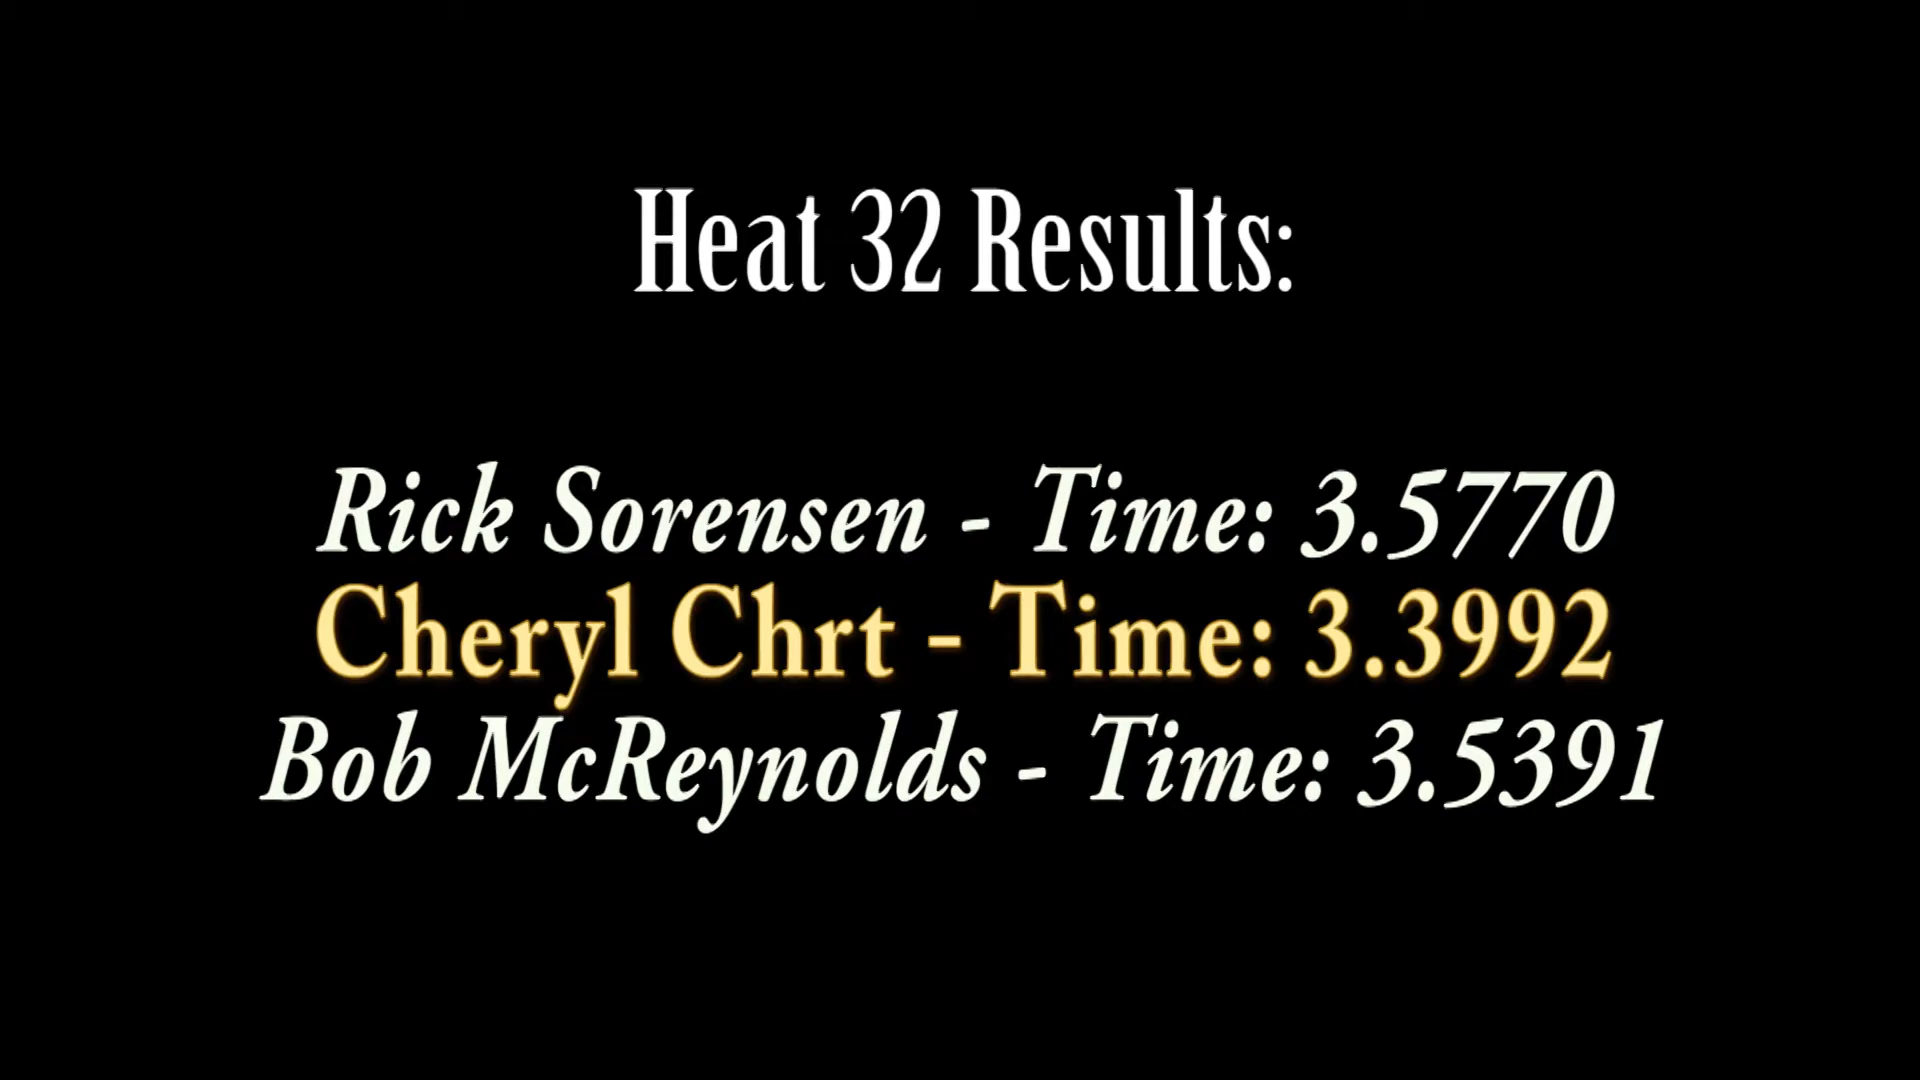 Heat 32 Results:
Rick Sorensen - Time: 3.5770
Cheryl Chrt - Time: 3.3992
Bob McReynolds - Time: 3.5391